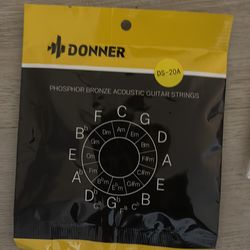 DONNER
DS-20A
PHOSPHOR BRONZE ACOUSTIC GUITAR STRINGS
C
G
D
A
E
B
G♭
D♭
A♭
E♭
B♭
F
Am
Em
Bm
F#m
C#m
G#m
E♭m
B♭m
Fm
Cm
Gm
Dm